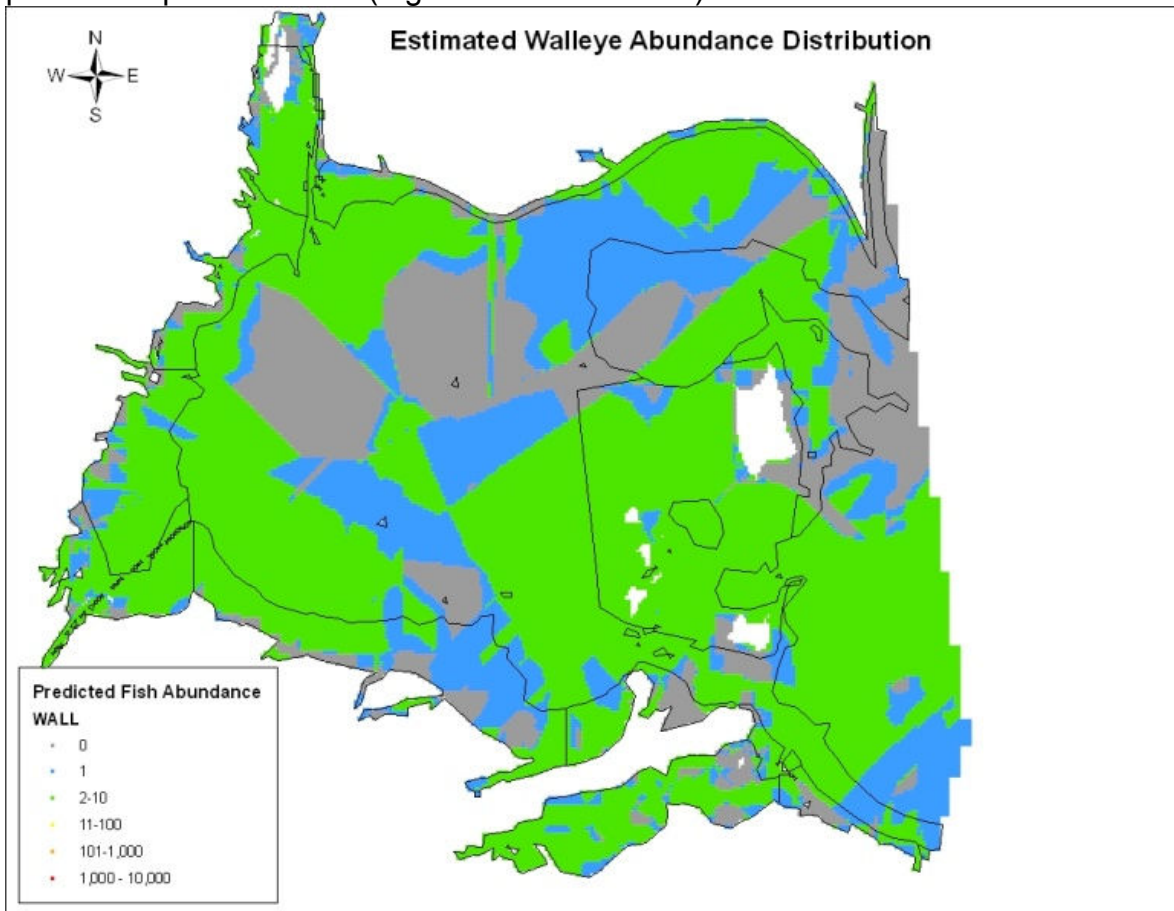 Estimated Walleye Abundance Distribution
N
W E
S
Predicted Fish Abundance
WALL
0
1
2-10
11-100
101-1,000
1,000 - 10,000